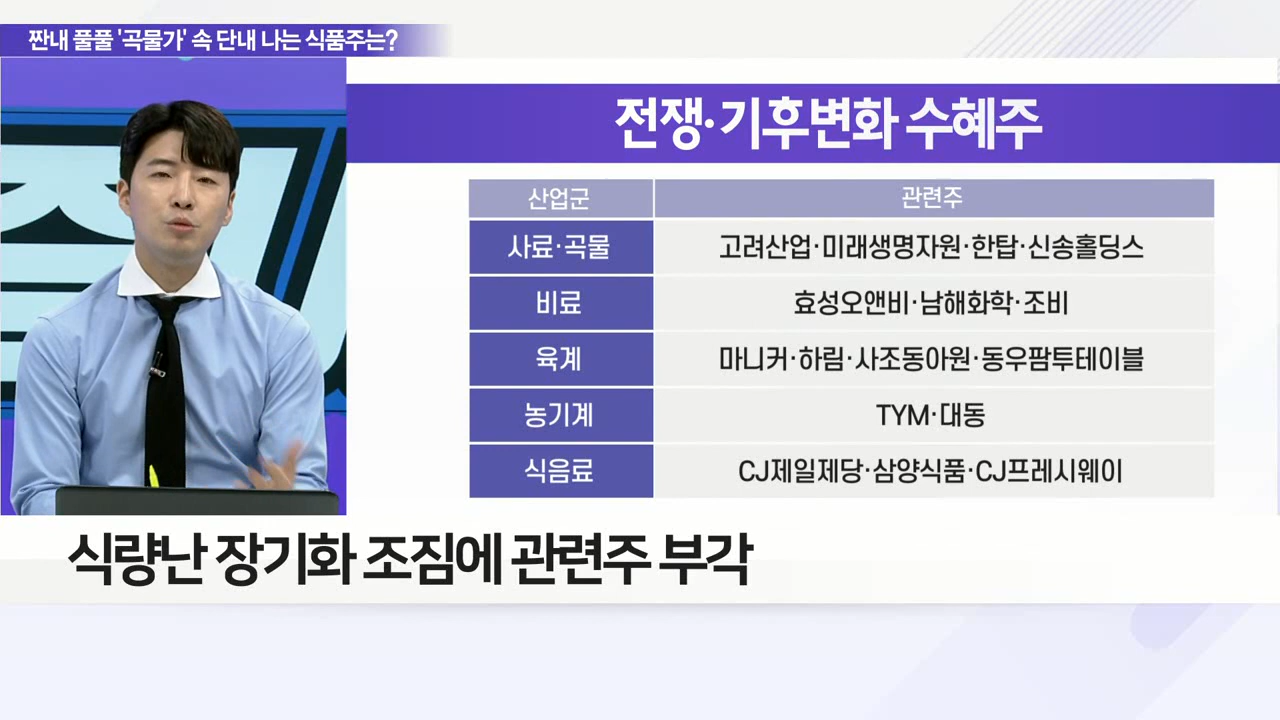 짠내 풀풀 '곡물가' 속 단내 나는 식품주는?
전쟁·기후변화 수혜주
산업군 관련주
사료·곡물 고려산업·미래생명자원·한탑·신송홀딩스
비료 효성오앤비·남해화학·조비
육계 마니커·하림·사조동아원·동우팜투테이블
농기계 TYM·대동
식음료 CJ제일제당·삼양식품·CJ프레시웨이
식량난 장기화 조짐에 관련주 부각